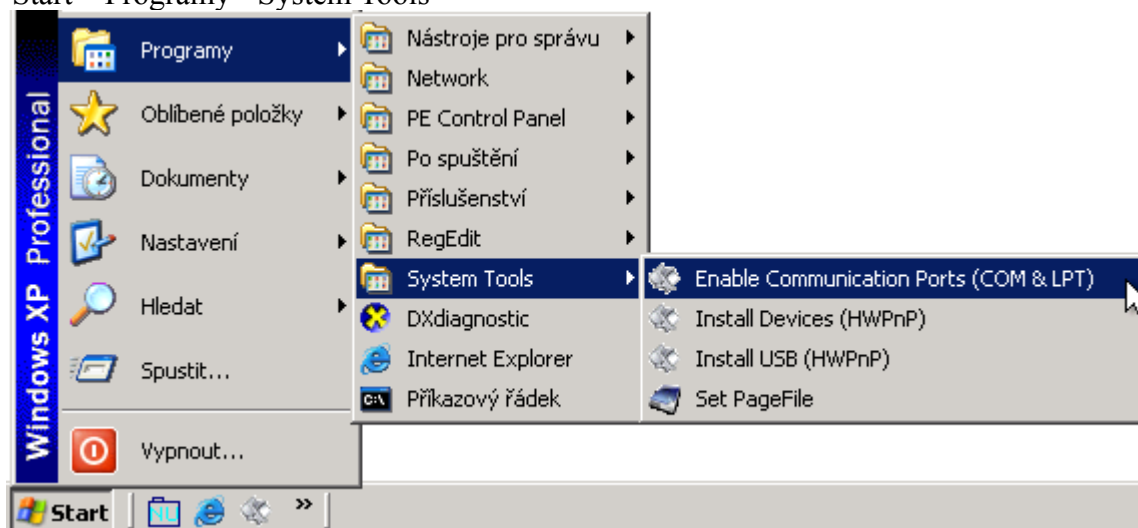 Start – Programy - System Tools
Windows XP Professional
Programy
Oblíbené položky
Dokumenty
Nastavení
Hledat
Spustit...
Vypnout...
Nástroje pro správu
Network
PE Control Panel
Po spuštění
Příslušenství
RegEdit
System Tools
DXdiagnostic
Internet Explorer
Příkazový řádek
Enable Communication Ports (COM & LPT)
Install Devices (HWPnP)
Install USB (HWPnP)
Set PageFile
Start
NU
»